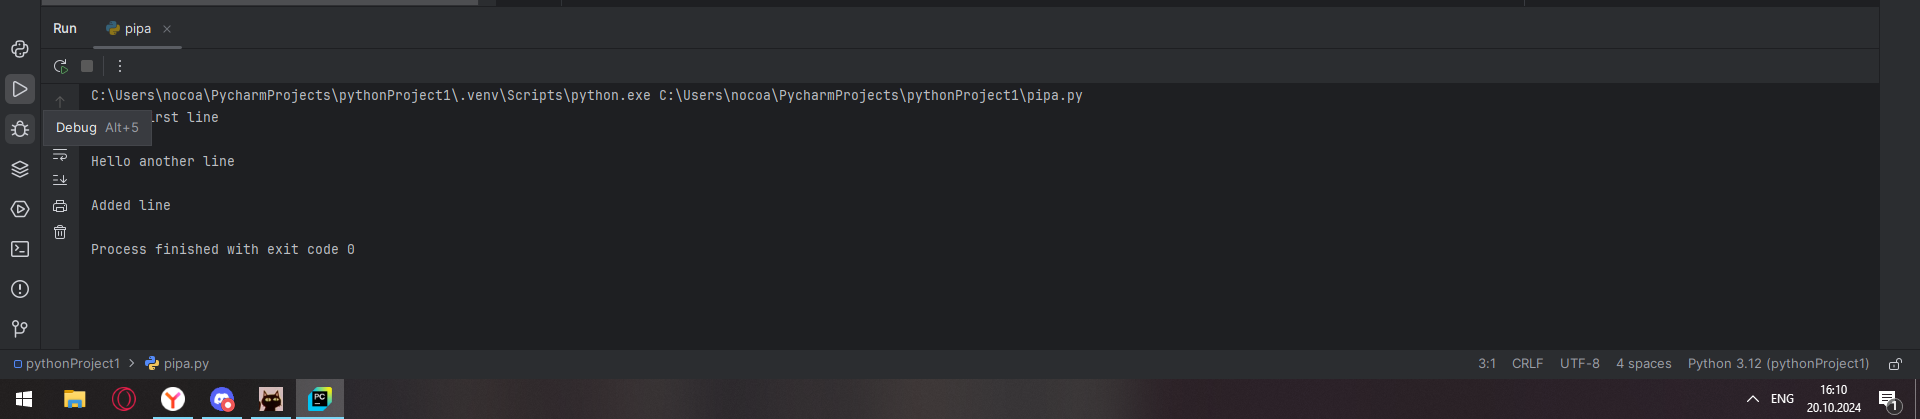 Run pipa
C:\Users\nocoa\PycharmProjects\pythonProject1\.venv\Scripts\python.exe C:\Users\nocoa\PycharmProjects\pythonProject1\pipa.py
line
Debug Alt+5
Hello another line
Added line
Process finished with exit code 0
pythonProject1 > pipa.py 3:1 CRLF UTF-8 4 spaces Python 3.12 (pythonProject1)
16:10
ENG
20.10.2024
1
PC